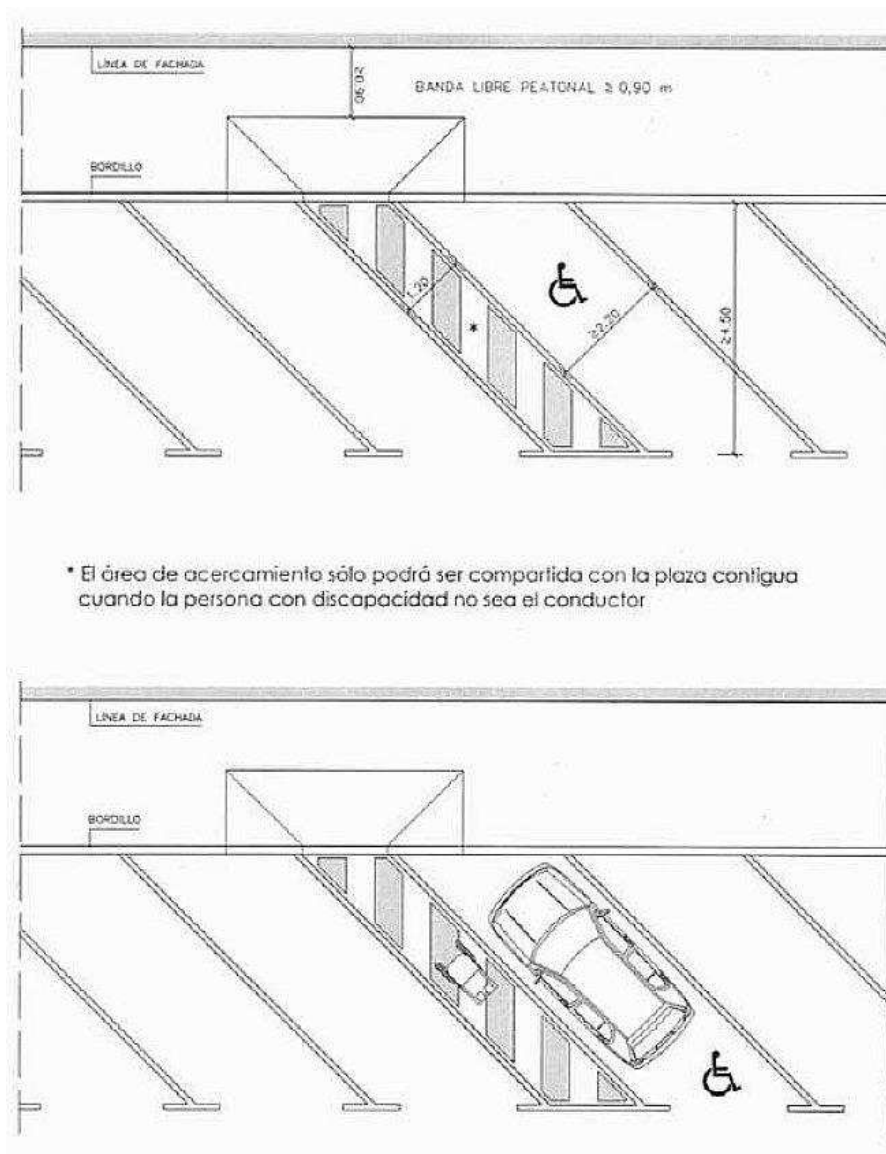 LÍNEA DE FACHADA
BANDA LIBRE PEATONAL ≥ 0,90 m
BORDILLO
1.20
*
≥2.20
≥4.50
* El área de acercamiento sólo podrá ser compartida con la plaza contigua
cuando la persona con discapacidad no sea el conductor
LÍNEA DE FACHADA
BORDILLO